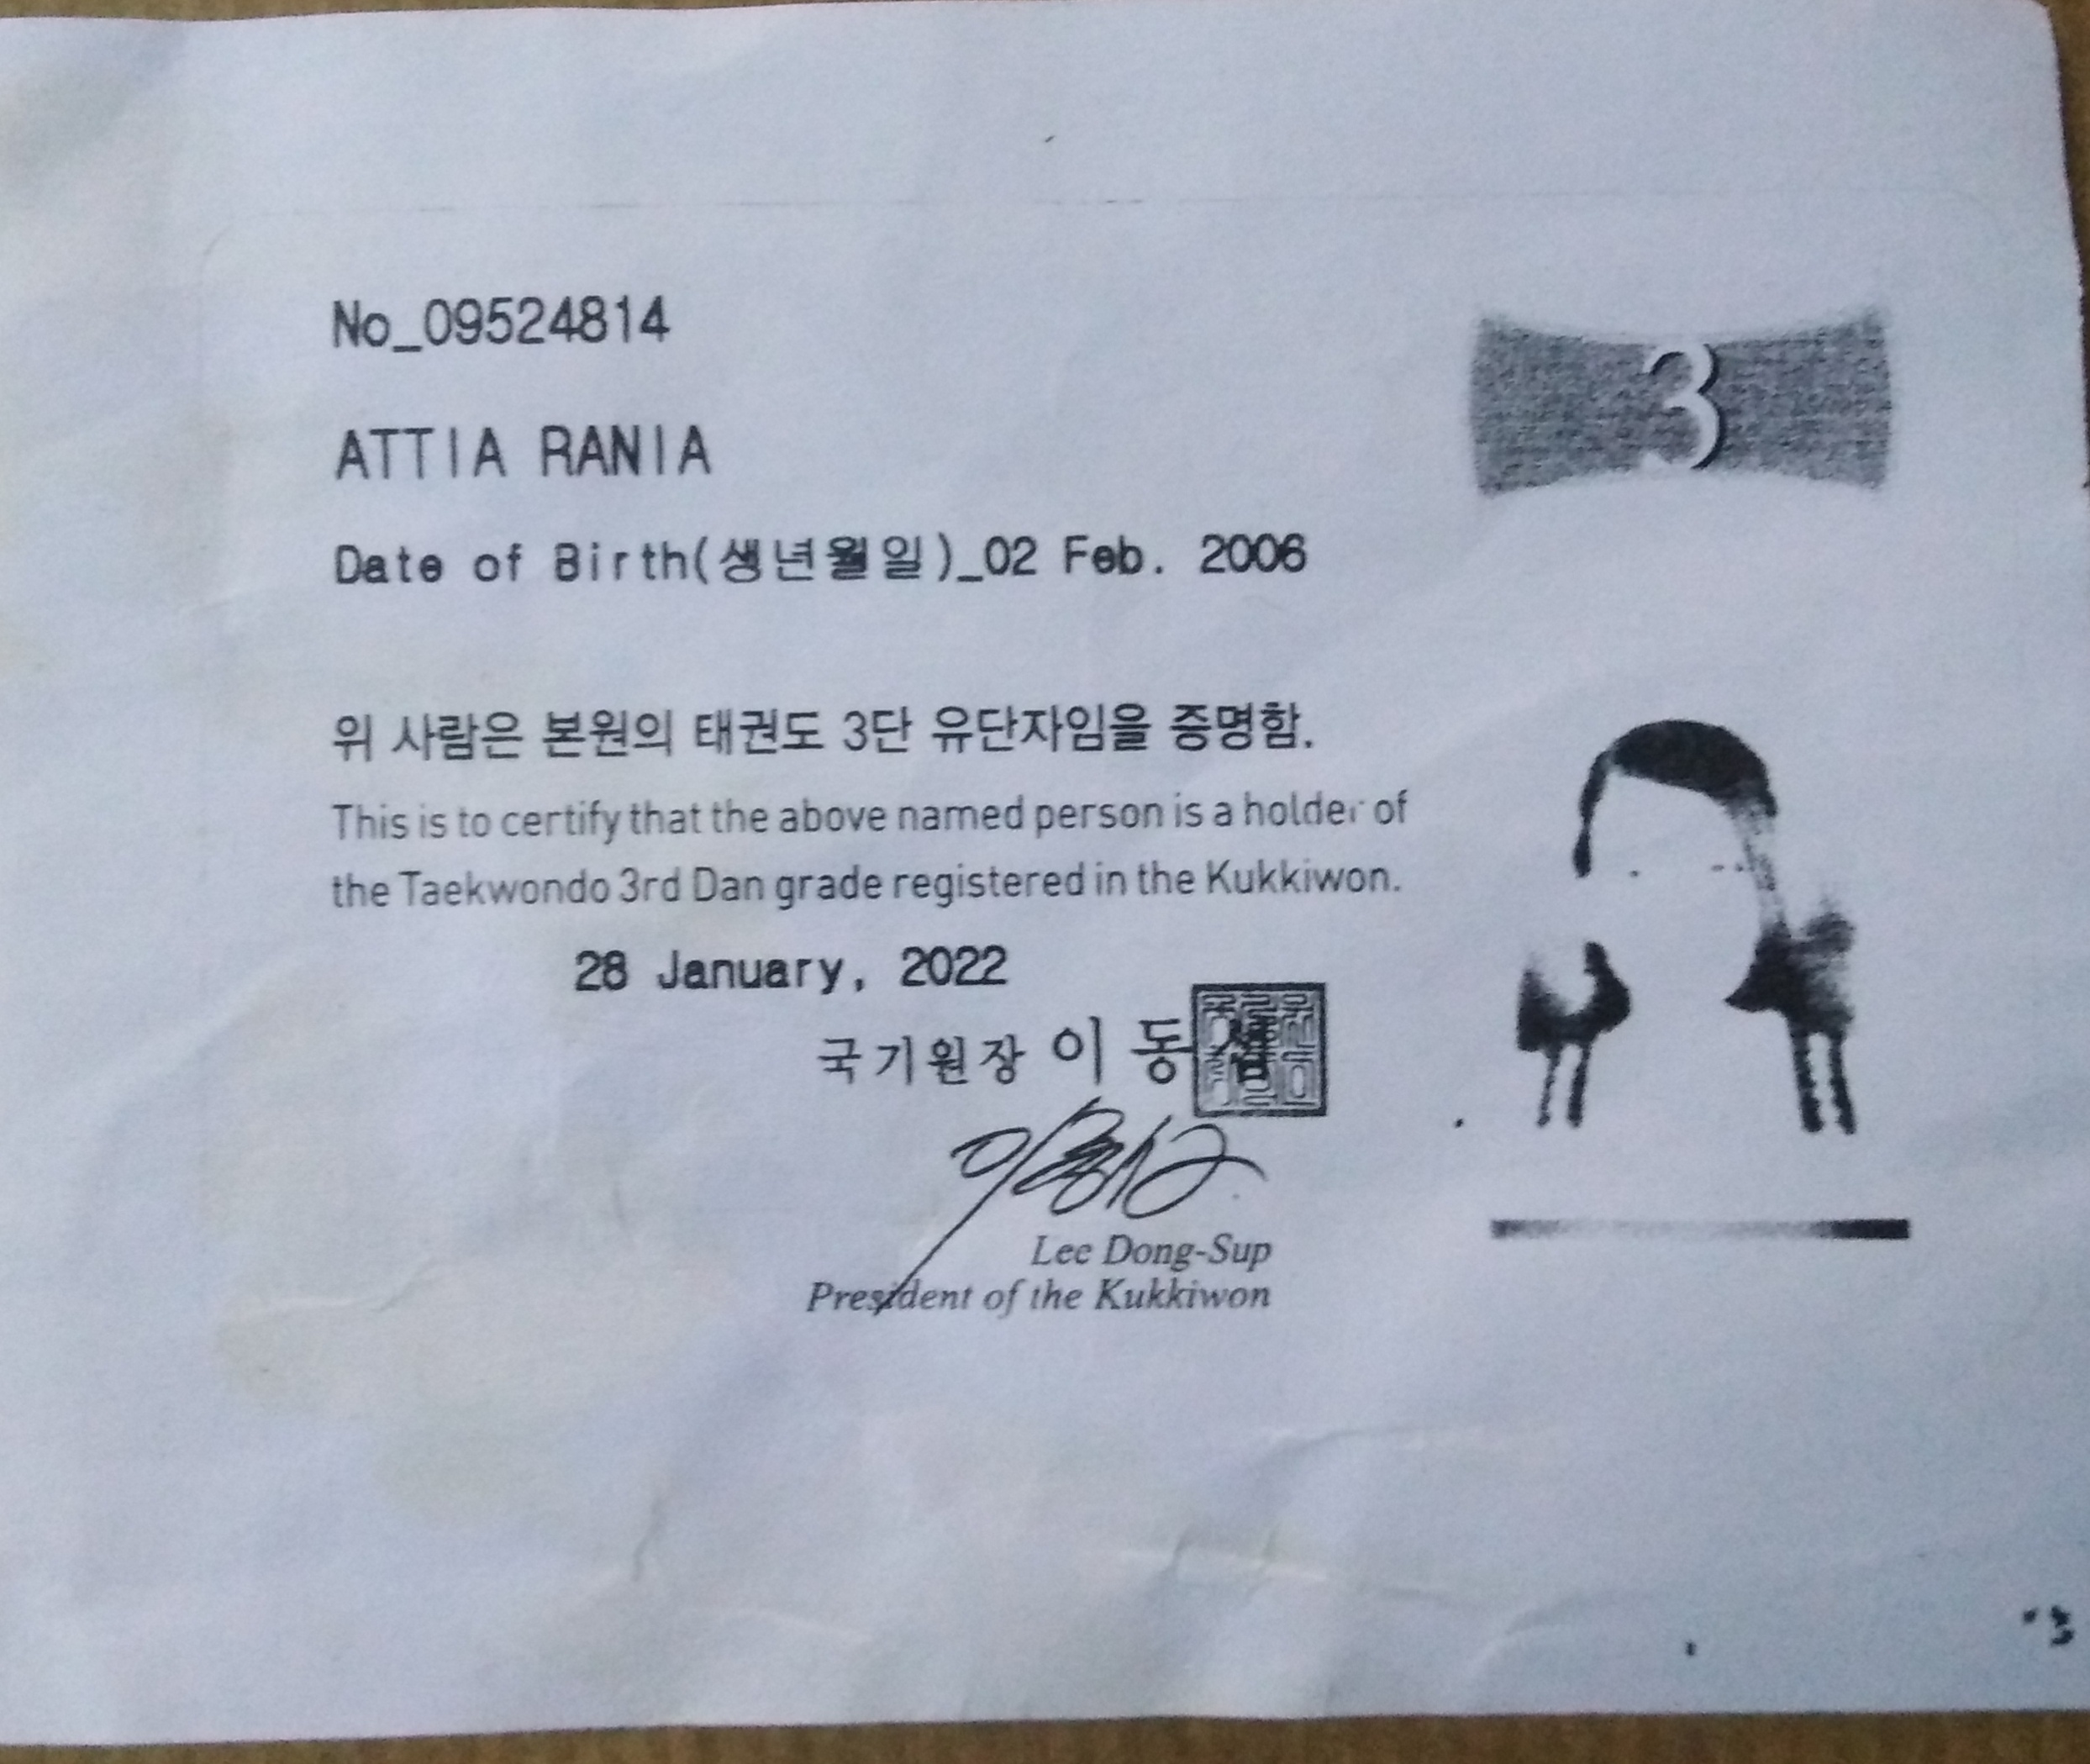 No_09524814
3
ATTIA RANIA
Date of Birth(생년월일)_02 Feb. 2006
위 사람은 본원의 태권도 3단 유단자임을 증명함.
This is to certify that the above named person is a holder of
the Taekwondo 3rd Dan grade registered in the Kukkiwon.
28 January, 2022
국기원장 이 동 섭
Lee Dong-Sup
President of the Kukkiwon